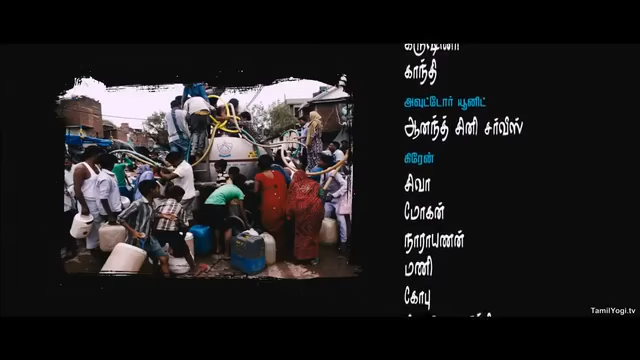 காந்தி
அவுட்டோர் யூனிட்
ஆனந்த் சினி சர்வீஸ்
கிரேன்
சிவா
மோகன்
நாராயணன்
மணி
கோபு
TamilYogi.tv